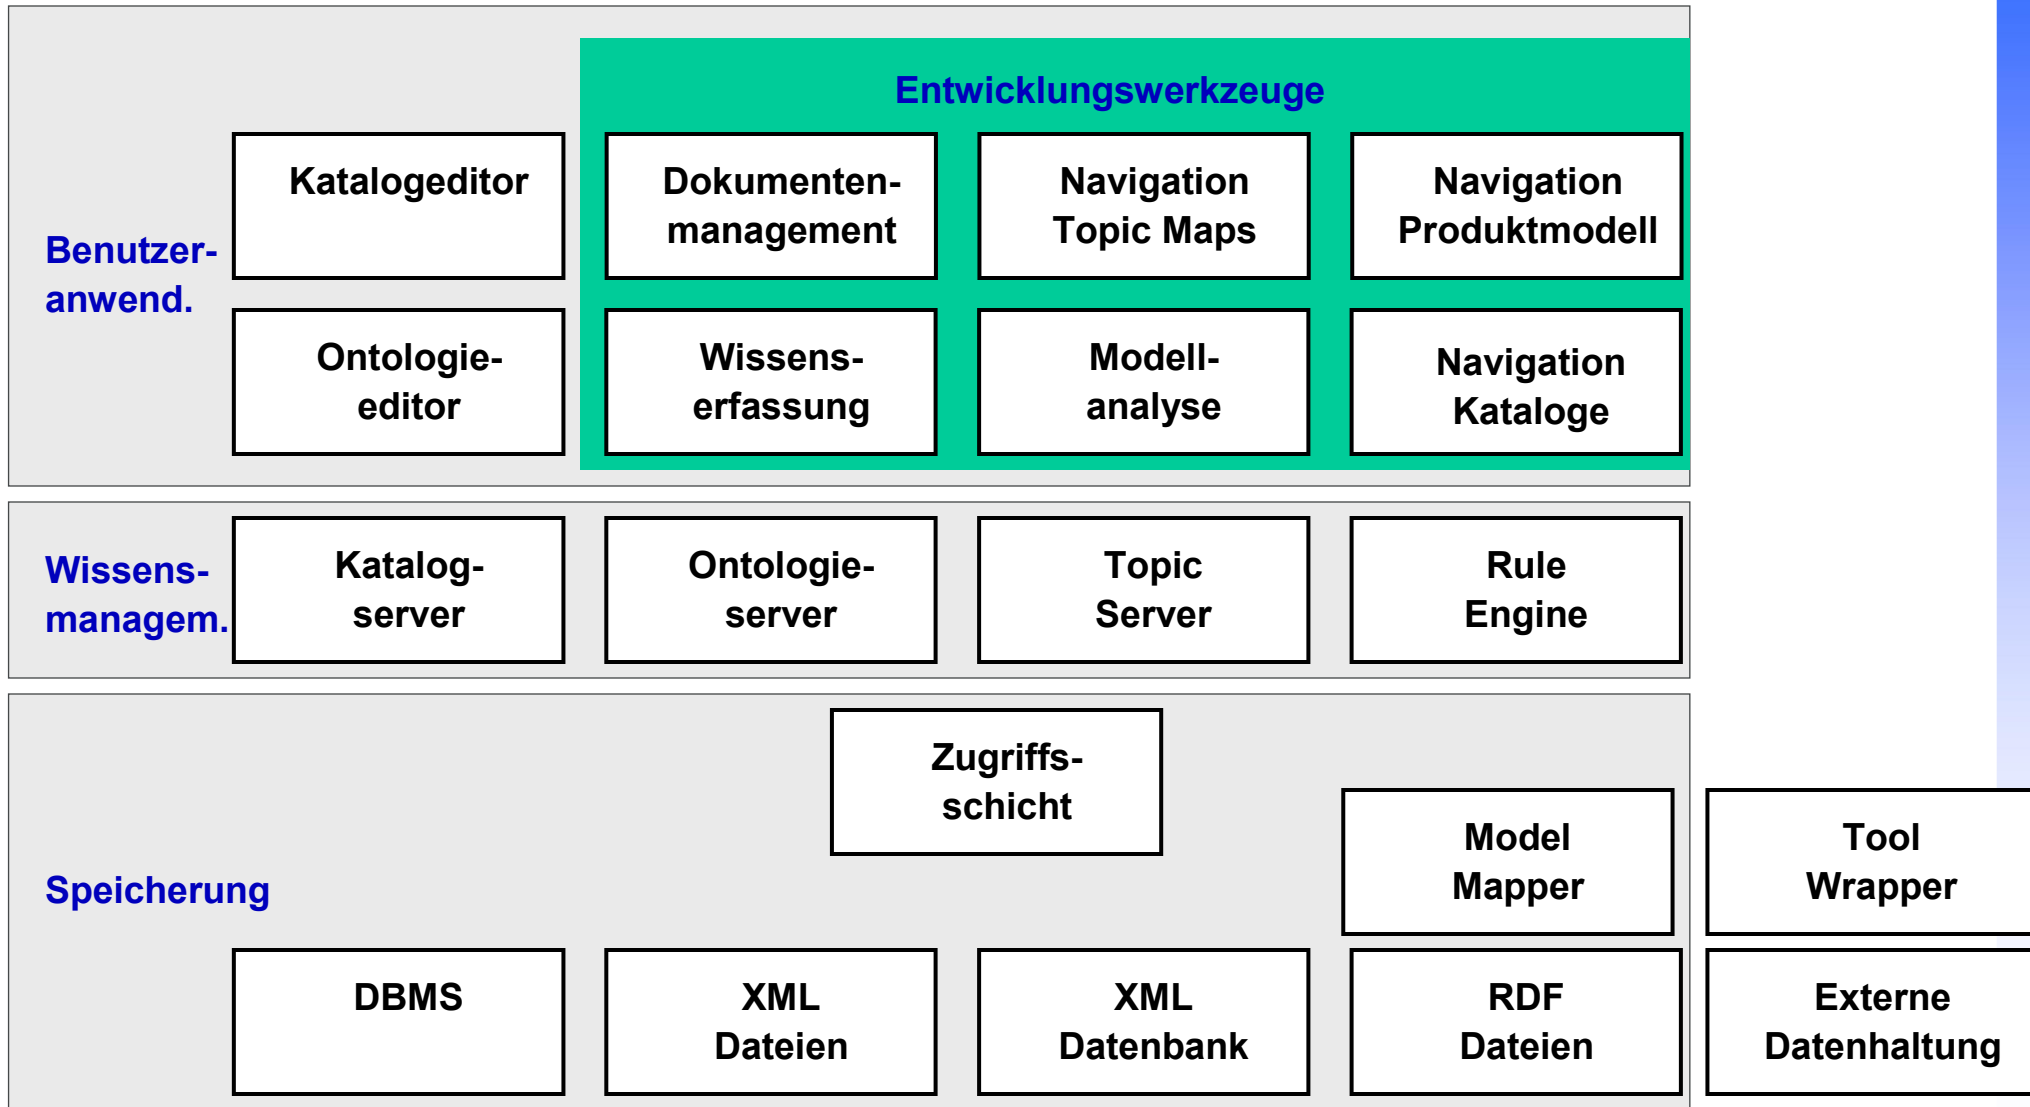 Entwicklungswerkzeuge
Benutzer-
anwend.
Katalogeditor
Dokumenten-
management
Navigation
Topic Maps
Navigation
Produktmodell
Ontologie-
editor
Wissens-
erfassung
Modell-
analyse
Navigation
Kataloge
Wissens-
managem.
Katalog-
server
Ontologie-
server
Topic
Server
Rule
Engine
Speicherung
Zugriffs-
schicht
Model
Mapper
Tool
Wrapper
DBMS
XML
Dateien
XML
Datenbank
RDF
Dateien
Externe
Datenhaltung